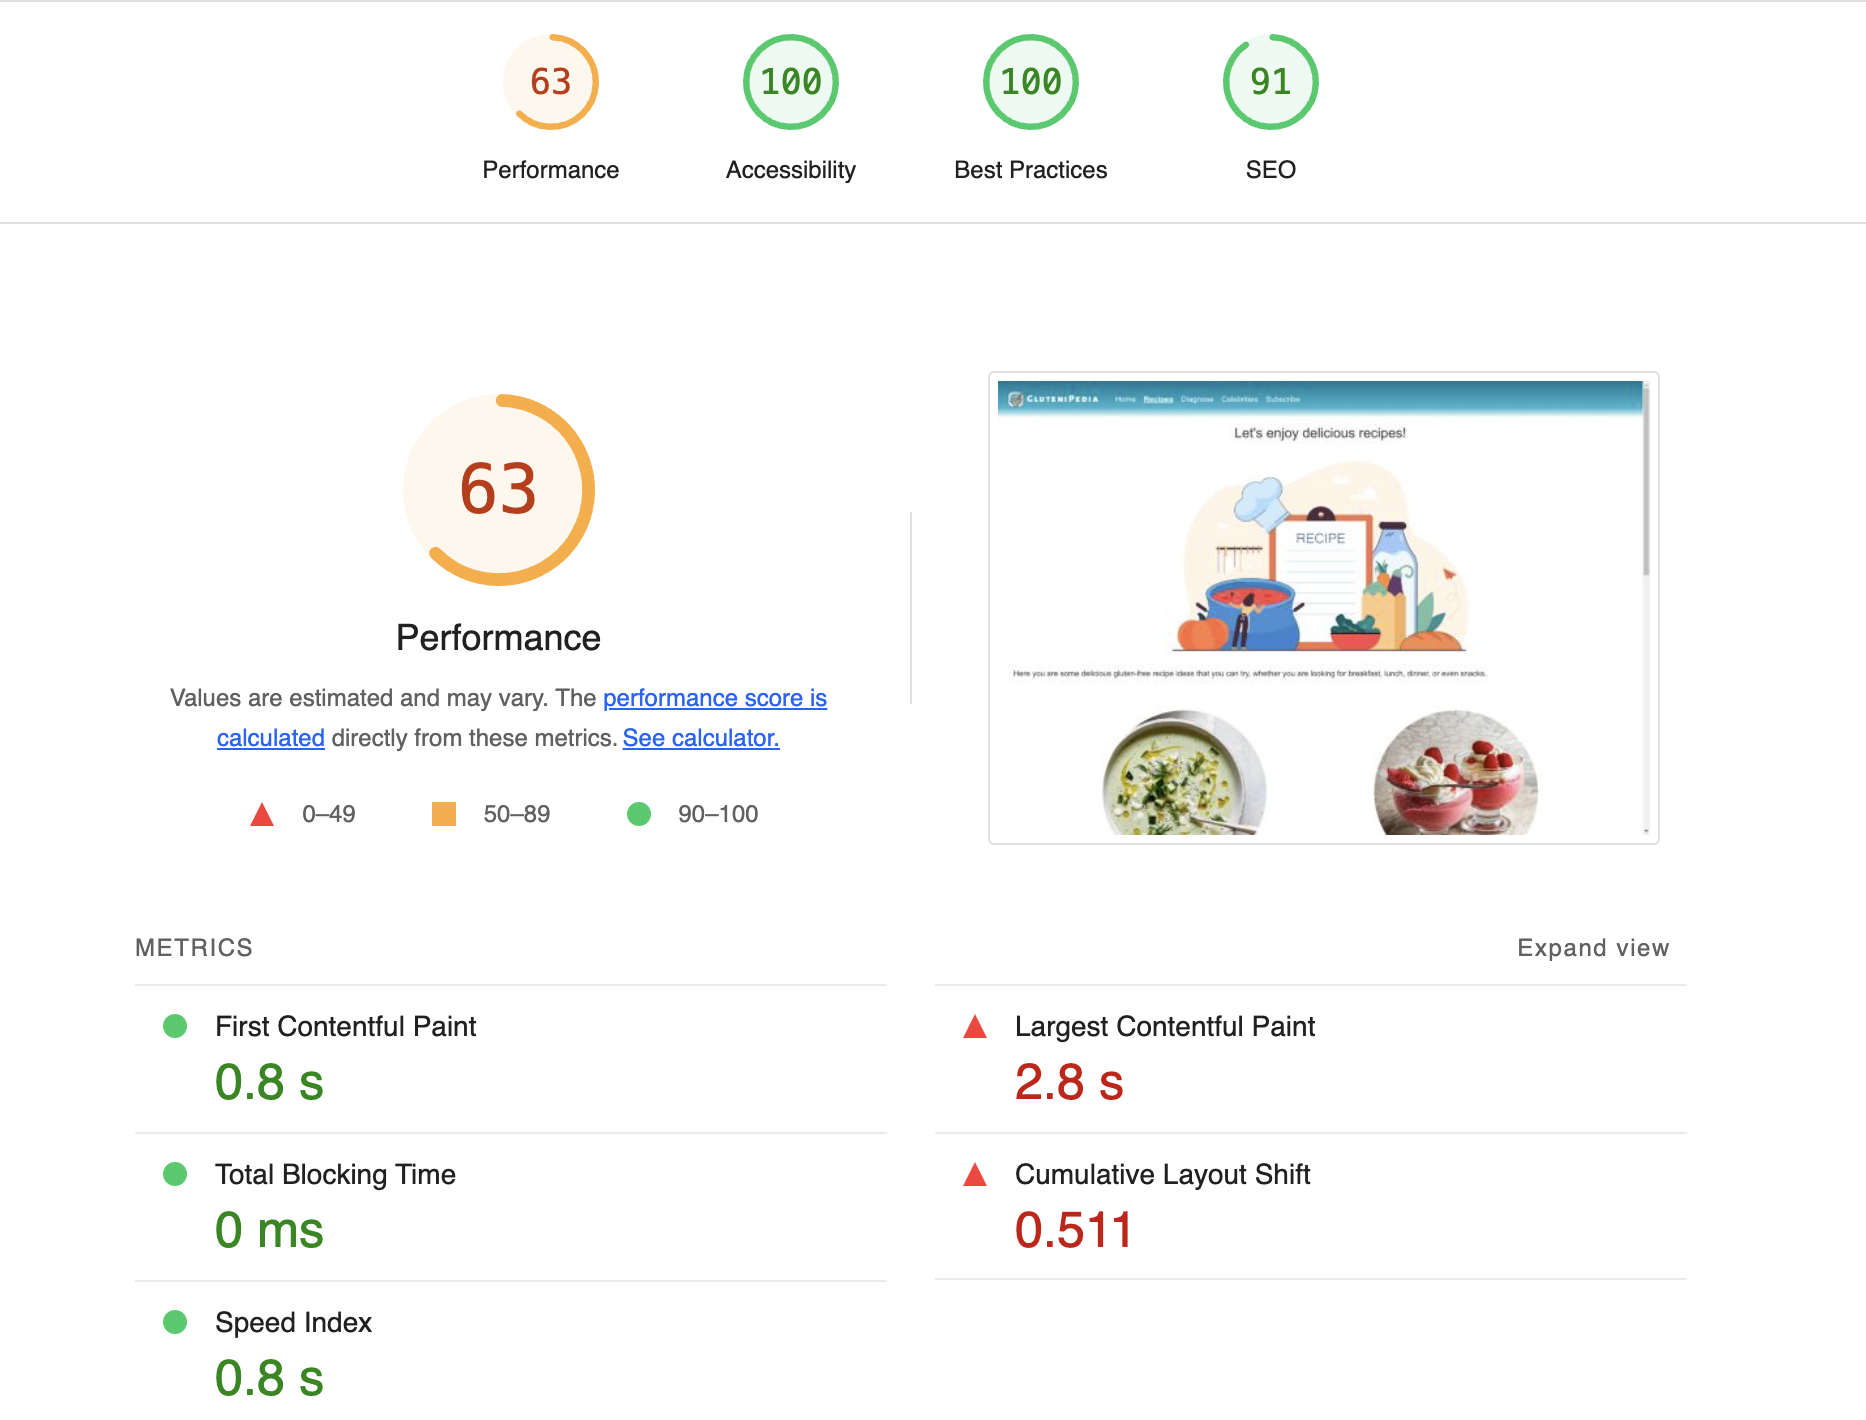 63
100
100
91
Performance
Accessibility
Best Practices
SEO
63
Performance
Values are estimated and may vary. The performance score is
calculated directly from these metrics. See calculator.
0–49
50–89
90–100
GLUTENIPEDIA
Home Recipes Diagnose Celebrities Subscribe
Let's enjoy delicious recipes!
RECIPE
Here you are some delicious gluten-free recipe ideas that you can try, whether you are looking for breakfast, lunch, dinner, or even snacks.
METRICS
Expand view
First Contentful Paint
0.8 s
Largest Contentful Paint
2.8 s
Total Blocking Time
0 ms
Cumulative Layout Shift
0.511
Speed Index
0.8 s